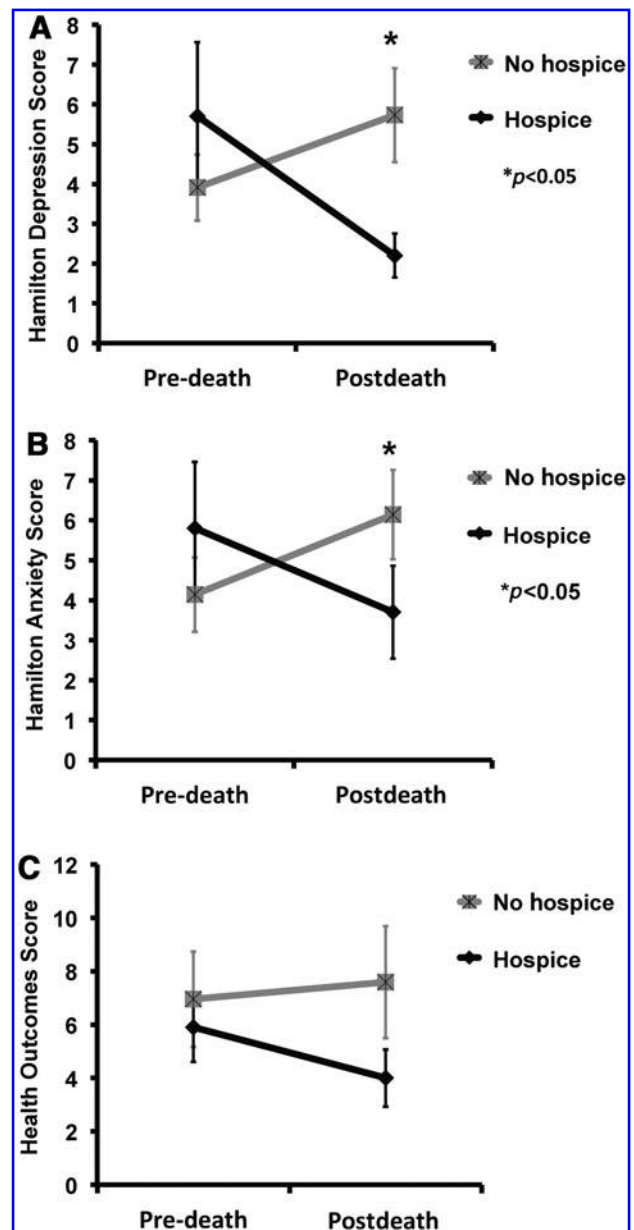 A
Hamilton Depression Score
8
7
6
5
4
3
2
1
0
*
No hospice
Hospice
*p<0.05
Pre-death Postdeath
B
Hamilton Anxiety Score
8
7
6
5
4
3
2
1
0
*
No hospice
Hospice
*p<0.05
Pre-death Postdeath
C
Health Outcomes Score
12
10
8
6
4
2
0
No hospice
Hospice
Pre-death Postdeath